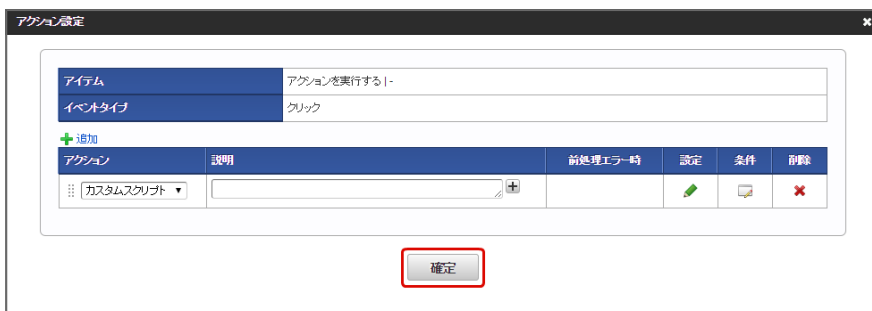 アクション設定
アイテム アクションを実行する | -
イベントタイプ クリック
追加
アクション 説明 前処理エラー時 設定 条件 削除
カスタムスクリプト
確定